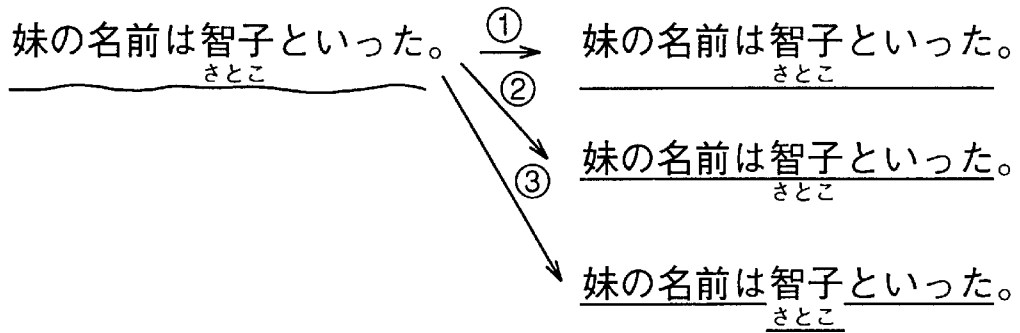 妹の名前は智子といった。
さとこ
①
妹の名前は智子といった。
さとこ
②
妹の名前は智子といった。
さとこ
③
妹の名前は智子といった。
さとこ